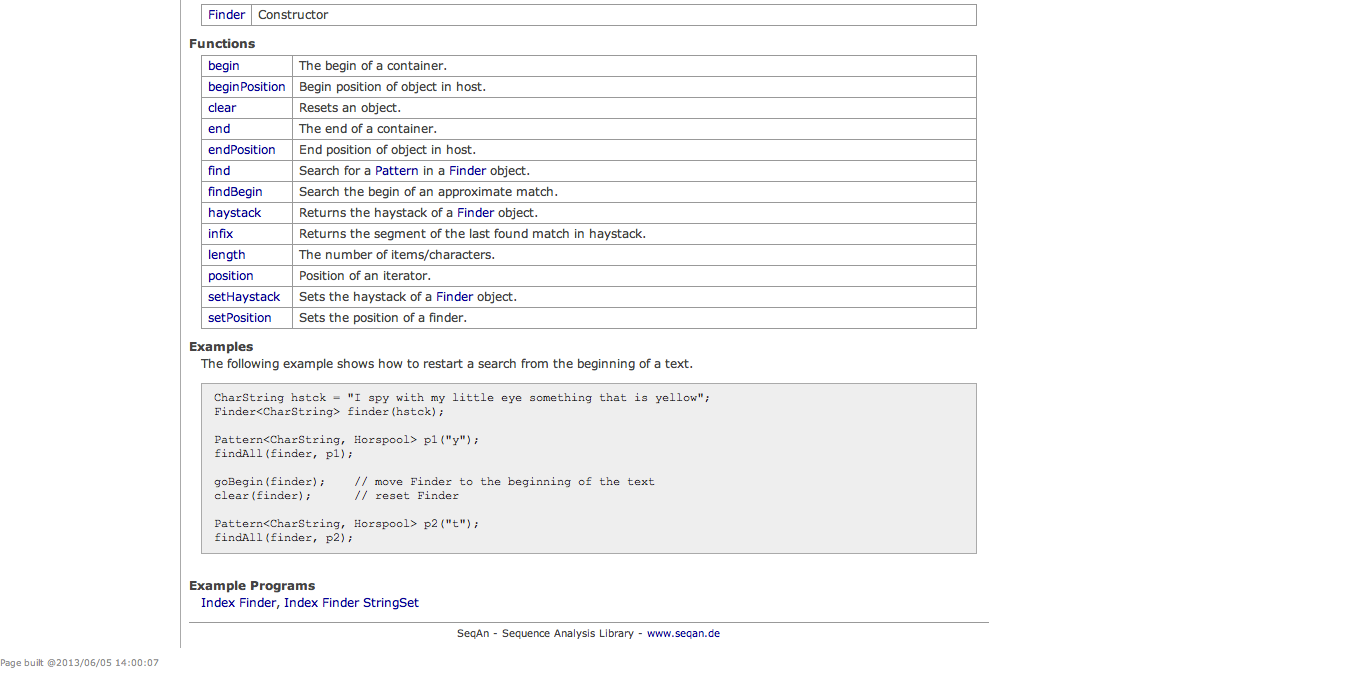 Finder Constructor
Functions
begin The begin of a container.
beginPosition Begin position of object in host.
clear Resets an object.
end The end of a container.
endPosition End position of object in host.
find Search for a Pattern in a Finder object.
findBegin Search the begin of an approximate match.
haystack Returns the haystack of a Finder object.
infix Returns the segment of the last found match in haystack.
length The number of items/characters.
position Position of an iterator.
setHaystack Sets the haystack of a Finder object.
setPosition Sets the position of a finder.
Examples
The following example shows how to restart a search from the beginning of a text.
CharString hstck = "I spy with my little eye something that is yellow";
Finder<CharString> finder(hstck);
Pattern<CharString, Horspool> p1("y");
findAll(finder, p1);
goBegin(finder);    // move Finder to the beginning of the text
clear(finder);      // reset Finder
Pattern<CharString, Horspool> p2("t");
findAll(finder, p2);
Example Programs
Index Finder, Index Finder StringSet
SeqAn - Sequence Analysis Library - www.seqan.de
Page built @2013/06/05 14:00:07